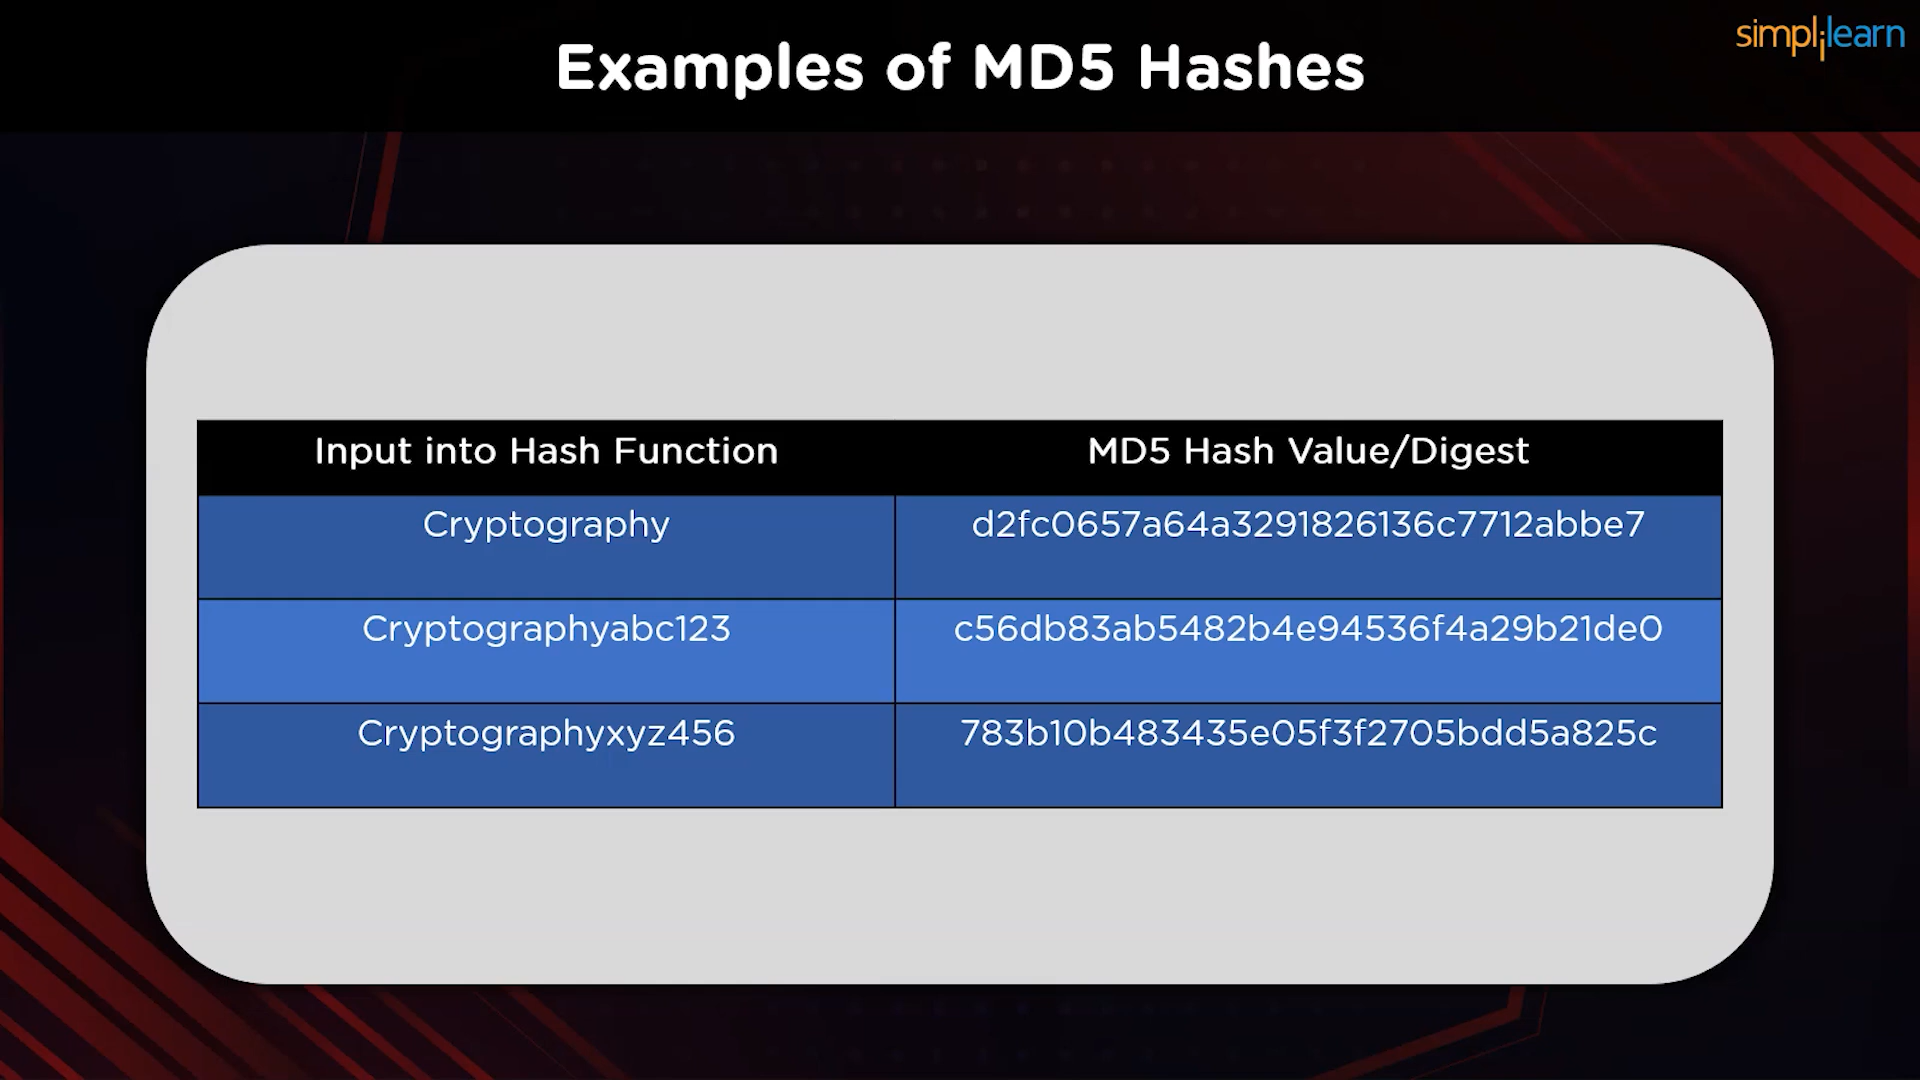 simplilearn
Examples of MD5 Hashes
Input into Hash Function
MD5 Hash Value/Digest
Cryptography
d2fc0657a64a3291826136c7712abbe7
Cryptographyabc123
c56db83ab5482b4e94536f4a29b21de0
Cryptographyxyz456
783b10b483435e05f3f2705bdd5a825c